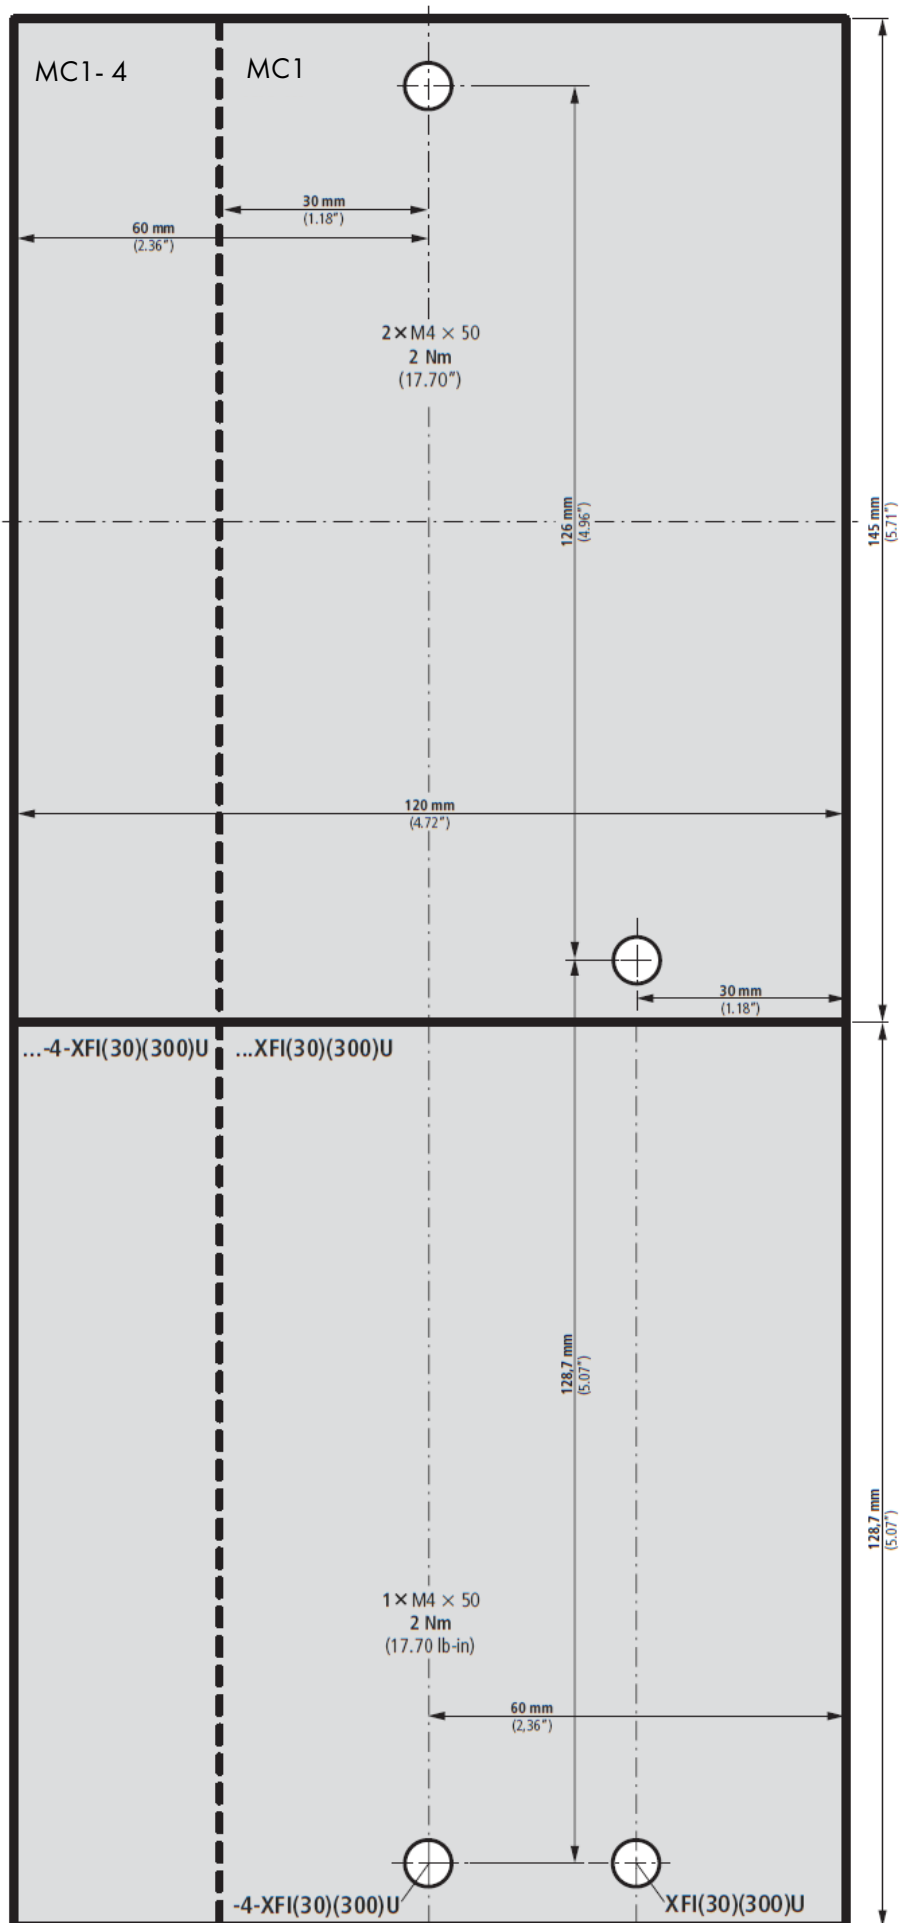 MC1- 4
MC1
30 mm
(1.18″)
60 mm
(2.36″)
2×M4 × 50
2 Nm
(17.70″)
126 mm
(4.96″)
145 mm
(5.71″)
120 mm
(4.72″)
30 mm
(1.18″)
...-4-XFI(30)(300)U
...XFI(30)(300)U
128,7 mm
(5.07″)
128,7 mm
(5.07″)
1×M4 × 50
2 Nm
(17.70 lb-in)
60 mm
(2,36″)
-4-XFI(30)(300)U
XFI(30)(300)U